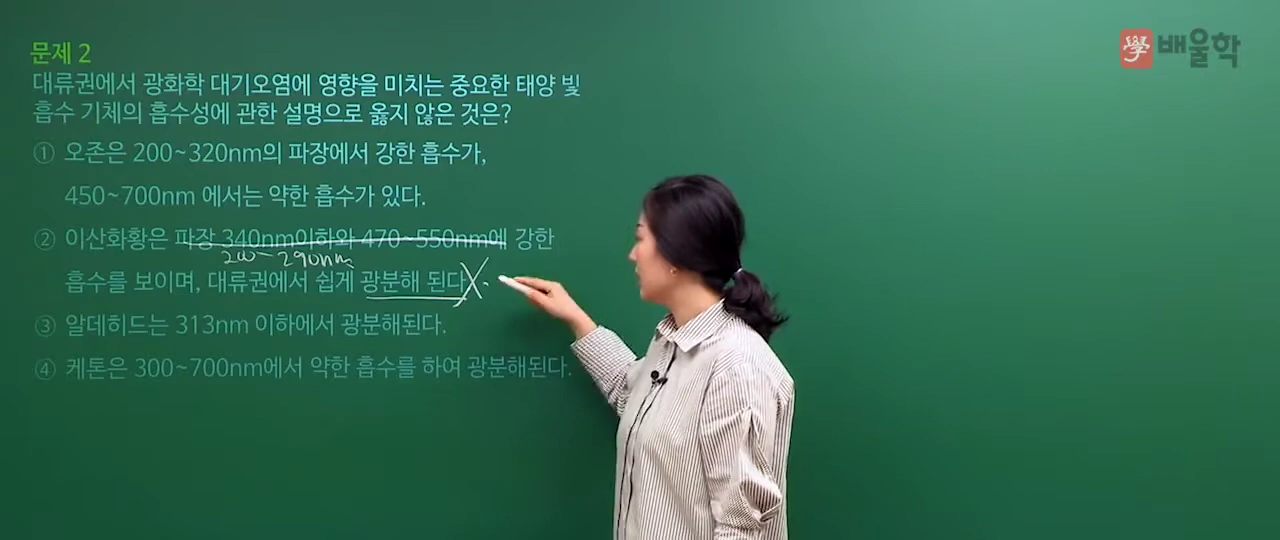 문제 2
學 배울학
대류권에서 광화학 대기오염에 영향을 미치는 중요한 태양 빛
흡수 기체의 흡수성에 관한 설명으로 옳지 않은 것은?
① 오존은 200~320nm의 파장에서 강한 흡수가,
450~700nm 에서는 약한 흡수가 있다.
② 이산화황은 파장 340nm이하와 470~550nm에 강한
200~290nm
흡수를 보이며, 대류권에서 쉽게 광분해 된다 X.
③ 알데히드는 313nm 이하에서 광분해된다.
④ 케톤은 300~700nm에서 약한 흡수를 하여 광분해된다.